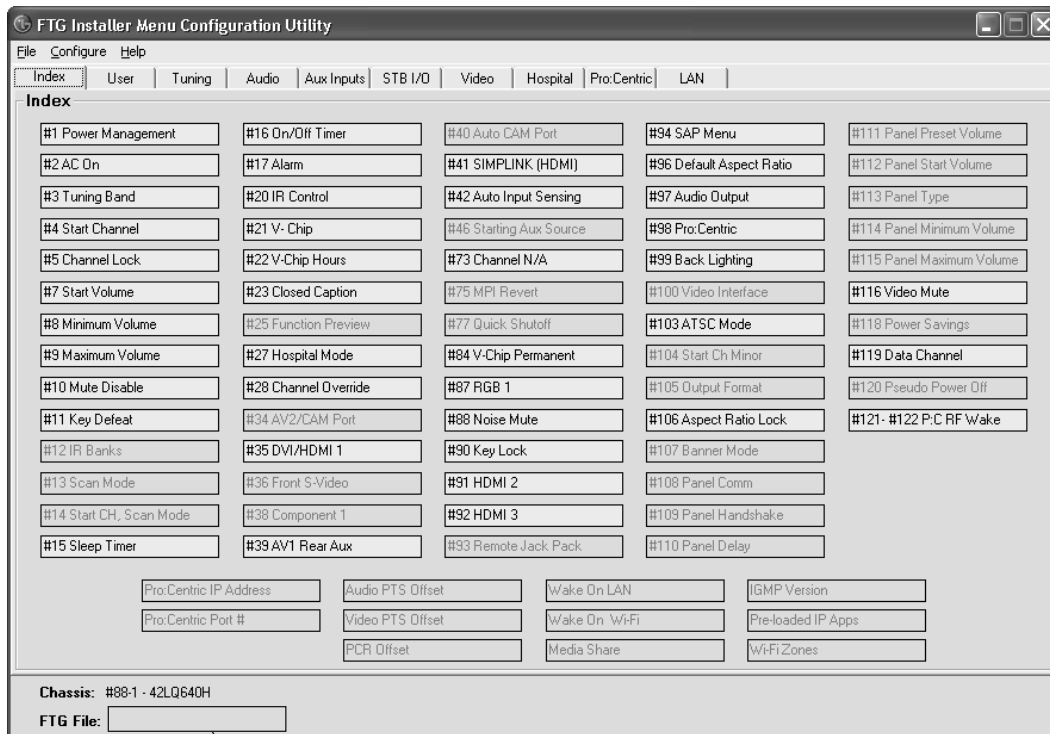 FTG Installer Menu Configuration Utility
File Configure Help
Index User Tuning Audio Aux Inputs STB I/O Video Hospital Pro:Centric LAN
Index
#1 Power Management #16 On/Off Timer #40 Auto CAM Port #94 SAP Menu #111 Panel Preset Volume
#2 AC On #17 Alarm #41 SIMPLINK (HDMI) #96 Default Aspect Ratio #112 Panel Start Volume
#3 Tuning Band #20 IR Control #42 Auto Input Sensing #97 Audio Output #113 Panel Type
#4 Start Channel #21 V- Chip #46 Starting Aux Source #98 Pro:Centric #114 Panel Minimum Volume
#5 Channel Lock #22 V-Chip Hours #73 Channel N/A #99 Back Lighting #115 Panel Maximum Volume
#7 Start Volume #23 Closed Caption #75 MPI Revert #100 Video Interface #116 Video Mute
#8 Minimum Volume #25 Function Preview #77 Quick Shutoff #103 ATSC Mode #118 Power Savings
#9 Maximum Volume #27 Hospital Mode #84 V-Chip Permanent #104 Start Ch Minor #119 Data Channel
#10 Mute Disable #28 Channel Override #87 RGB 1 #105 Output Format #120 Pseudo Power Off
#11 Key Defeat #34 AV2/CAM Port #88 Noise Mute #106 Aspect Ratio Lock #121- #122 P:C RF Wake
#12 IR Banks #35 DVI/HDMI 1 #90 Key Lock #107 Banner Mode
#13 Scan Mode #36 Front S-Video #91 HDMI 2 #108 Panel Comm
#14 Start CH, Scan Mode #38 Component 1 #92 HDMI 3 #109 Panel Handshake
#15 Sleep Timer #39 AV1 Rear Aux #93 Remote Jack Pack #110 Panel Delay
Pro:Centric IP Address Audio PTS Offset Wake On LAN IGMP Version
Pro:Centric Port # Video PTS Offset Wake On Wi-Fi Pre-loaded IP Apps
PCR Offset Media Share Wi-Fi Zones
Chassis: #88-1 - 42LQ640H
FTG File: